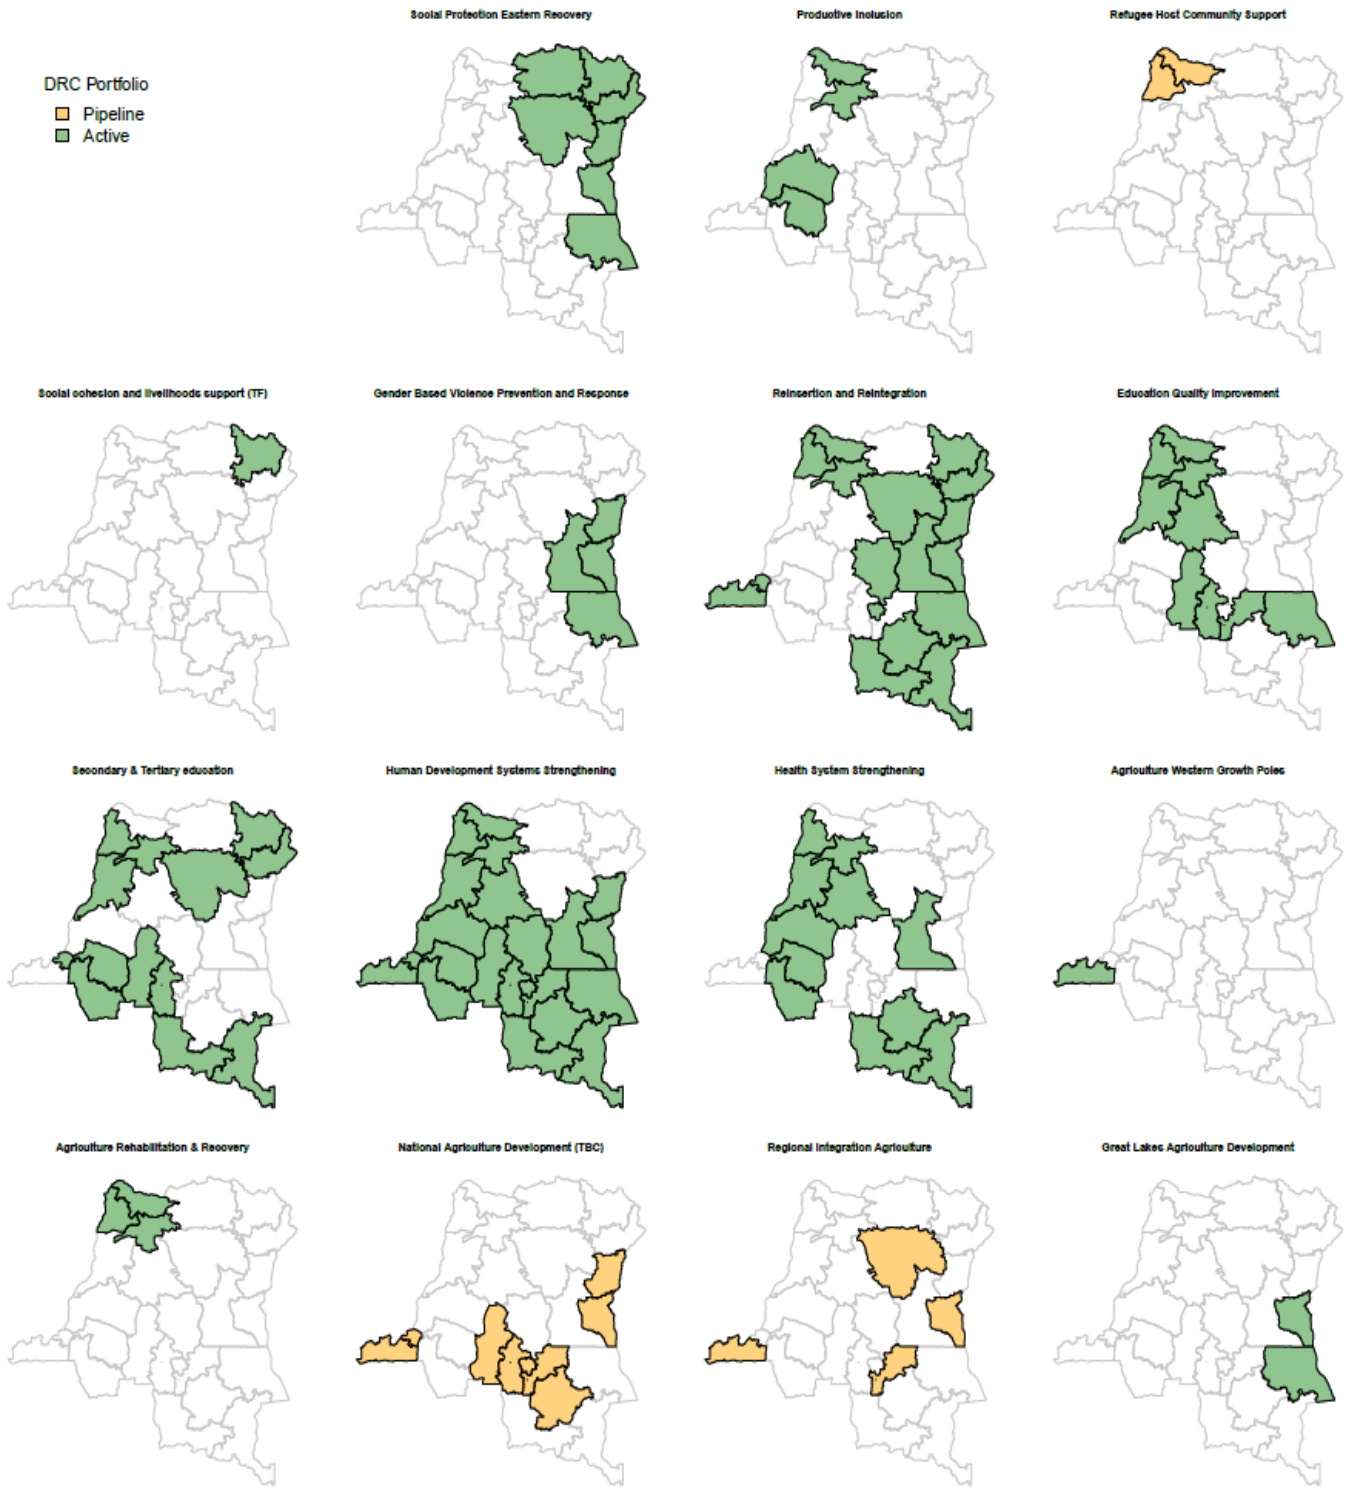 Social Protection Eastern Recovery
Productive Inclusion
Refugee Host Community Support
DRC Portfolio
Pipeline
Active
Social cohesion and livelihoods support (TF)
Gender Based Violence Prevention and Response
Reinsertion and Reintegration
Education Quality Improvement
Secondary & Tertiary education
Human Development Systems Strengthening
Health System Strengthening
Agriculture Western Growth Poles
Agriculture Rehabilitation & Recovery
National Agriculture Development (TBC)
Regional Integration Agriculture
Great Lakes Agriculture Development